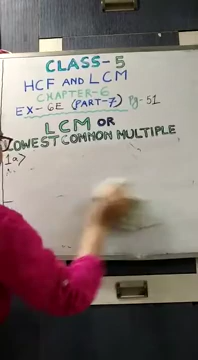 CLASS-5
HCF AND LCM
CHAPTER-6
EX-6E (PART-7) Pg-51
LCM OR
LOWEST COMMON MULTIPLE
1a>